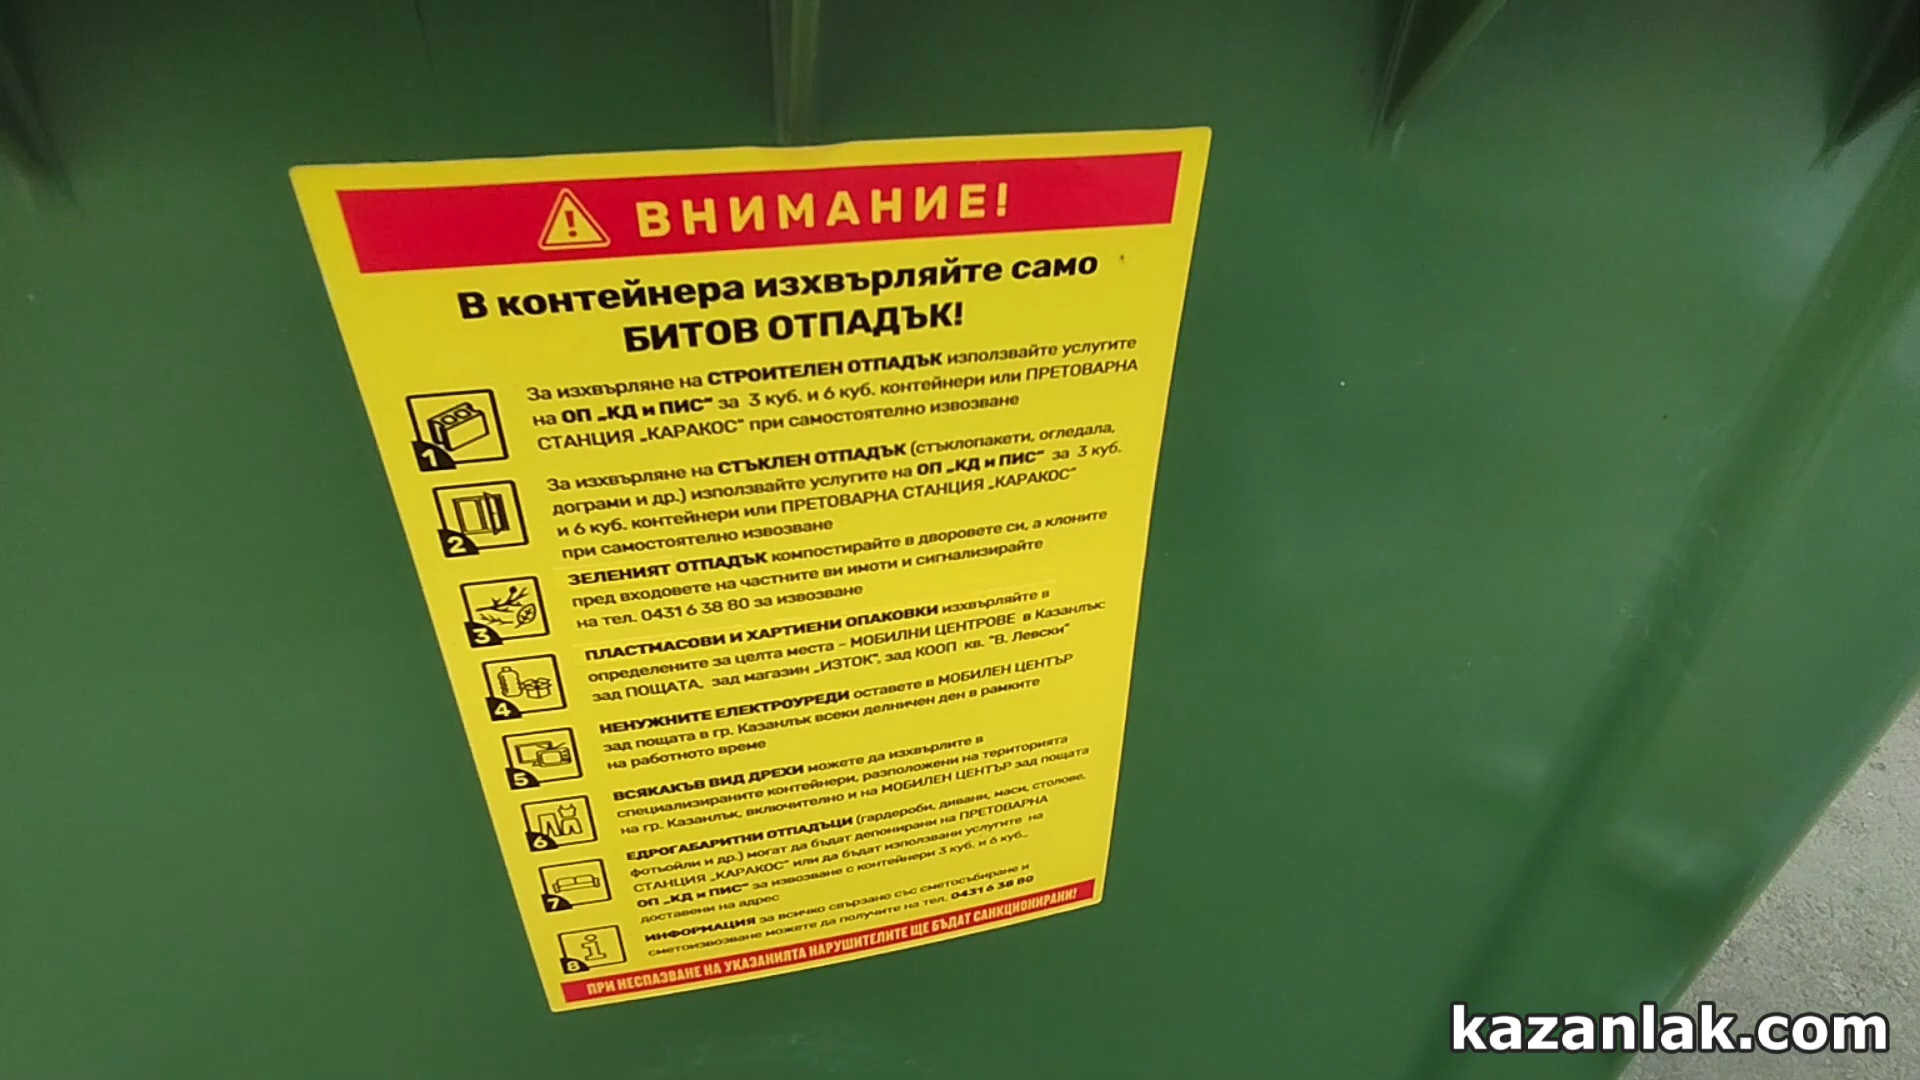 ВНИМАНИЕ!
В контейнера изхвърляйте само
БИТОВ ОТПАДЪК!
1
За изхвърляне на СТРОИТЕЛЕН ОТПАДЪК използвайте услугите
на ОП „КД и ПИС“ за 3 куб. и 6 куб. контейнери или ПРЕТОВАРНА
СТАНЦИЯ „КАРАКОС“ при самостоятелно извозване
2
За изхвърляне на СТЪКЛЕН ОТПАДЪК (стъклопакети, огледала,
дограми и др.) използвайте услугите на ОП „КД и ПИС“ за 3 куб.
и 6 куб. контейнери или ПРЕТОВАРНА СТАНЦИЯ „КАРАКОС“
при самостоятелно извозване
3
ЗЕЛЕНИЯТ ОТПАДЪК компостирайте в дворовете си, а клоните
пред входовете на частните ви имоти и сигнализирайте
на тел. 0431 6 38 80 за извозване
4
ПЛАСТМАСОВИ И ХАРТИЕНИ ОПАКОВКИ изхвърляйте в
определените за целта места – МОБИЛНИ ЦЕНТРОВЕ в Казанлък:
зад ПОЩАТА, зад магазин „ИЗТОК“, зад КООП кв. "В. Левски"
5
НЕНУЖНИТЕ ЕЛЕКТРОУРЕДИ оставете в МОБИЛЕН ЦЕНТЪР
зад пощата в гр. Казанлък всеки делничен ден в рамките
на работното време
6
ВСЯКАКЪВ ВИД ДРЕХИ можете да изхвърлите в
специализираните контейнери, разположени на територията
на гр. Казанлък, включително и на МОБИЛЕН ЦЕНТЪР зад пощата
7
ЕДРОГАБАРИТНИ ОТПАДЪЦИ (гардероби, дивани, маси, столове,
фотьойли и др.) могат да бъдат депонирани на ПРЕТОВАРНА
СТАНЦИЯ „КАРАКОС“ или да бъдат използвани услугите на
ОП „КД и ПИС“ за извозване с контейнери 3 куб. и 6 куб.,
доставени на адрес
8
ИНФОРМАЦИЯ за всичко свързано със сметосъбиране и
сметоизвозване можете да получите на тел. 0431 6 38 80
ПРИ НЕСПАЗВАНЕ НА УКАЗАНИЯТА НАРУШИТЕЛИТЕ ЩЕ БЪДАТ САНКЦИОНИРАНИ!
kazanlak.com